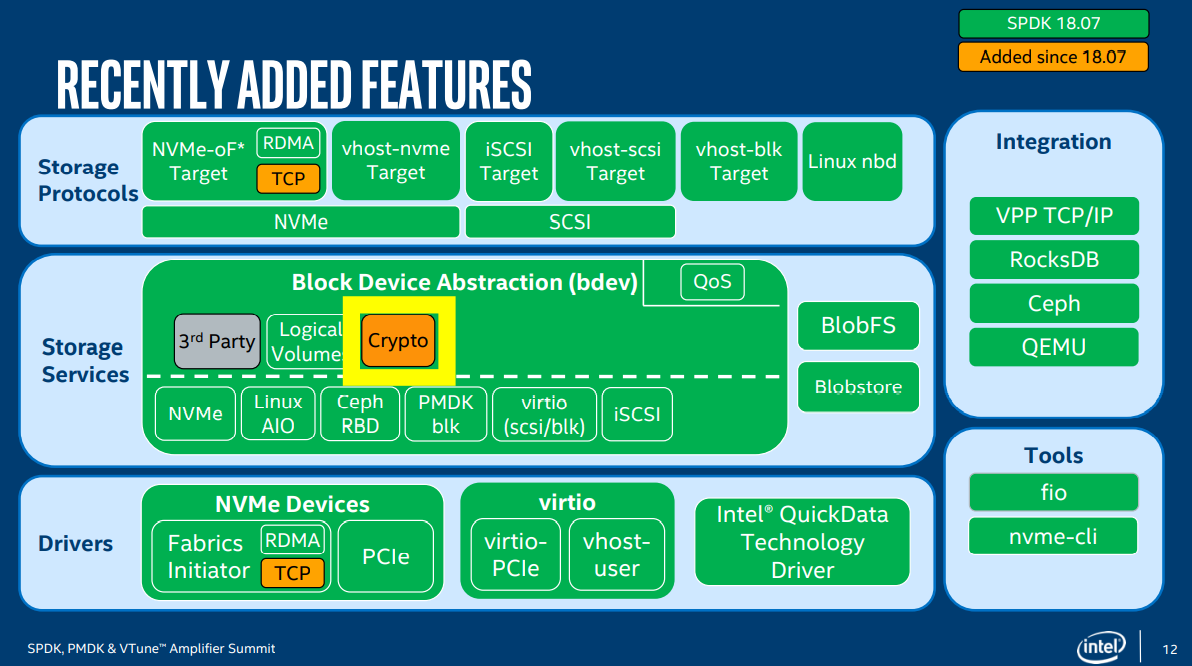 SPDK 18.07
Added since 18.07
RECENTLY ADDED FEATURES
Storage
Protocols
NVMe-oF*
Target
RDMA
TCP
vhost-nvme
Target
iSCSI
Target
vhost-scsi
Target
vhost-blk
Target
Linux nbd
NVMe
SCSI
Storage
Services
Block Device Abstraction (bdev)
QoS
3rd Party
Logical
Volumes
Crypto
NVMe
Linux
AIO
Ceph
RBD
PMDK
blk
virtio
(scsi/blk)
iSCSI
BlobFS
Blobstore
Drivers
NVMe Devices
Fabrics
Initiator
RDMA
TCP
PCIe
virtio
virtio-
PCIe
vhost-
user
Intel® QuickData
Technology
Driver
Integration
VPP TCP/IP
RocksDB
Ceph
QEMU
Tools
fio
nvme-cli
SPDK, PMDK & VTune™ Amplifier Summit
intel
12